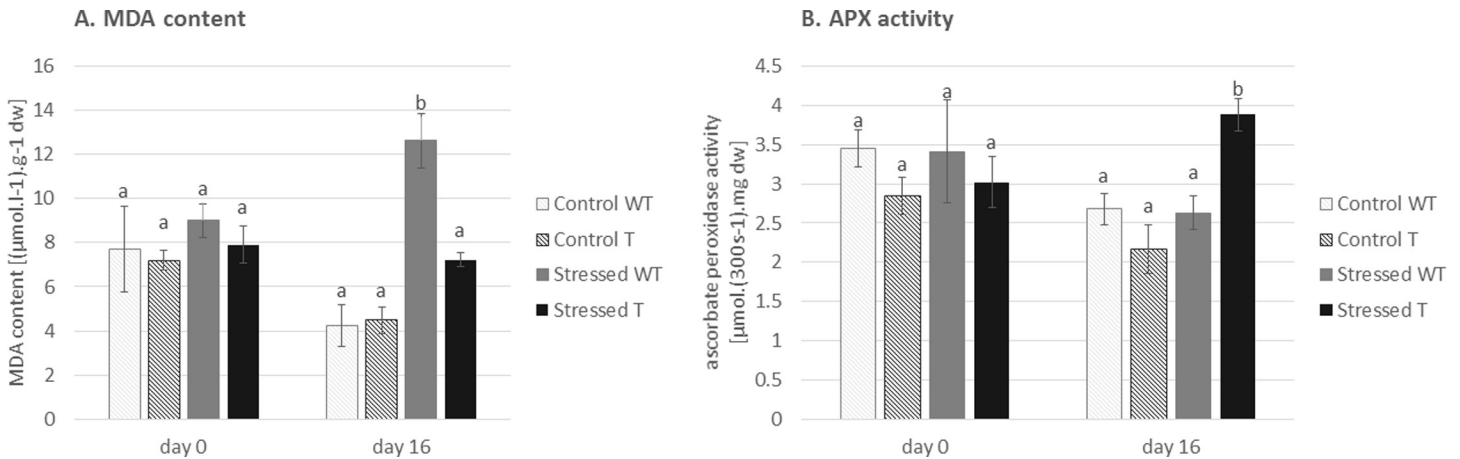 A. MDA content
MDA content [(µmol.l-1).g-1 dw]
16
14
12
10
8
6
4
2
0
a
a
a
a
a
a
b
a
day 0
day 16
Control WT
Control T
Stressed WT
Stressed T
B. APX activity
ascorbate peroxidase activity
[µmol.(300s-1).mg dw]
4.5
4
3.5
3
2.5
2
1.5
1
0.5
0
a
a
a
a
a
a
a
b
day 0
day 16
Control WT
Control T
Stressed WT
Stressed T